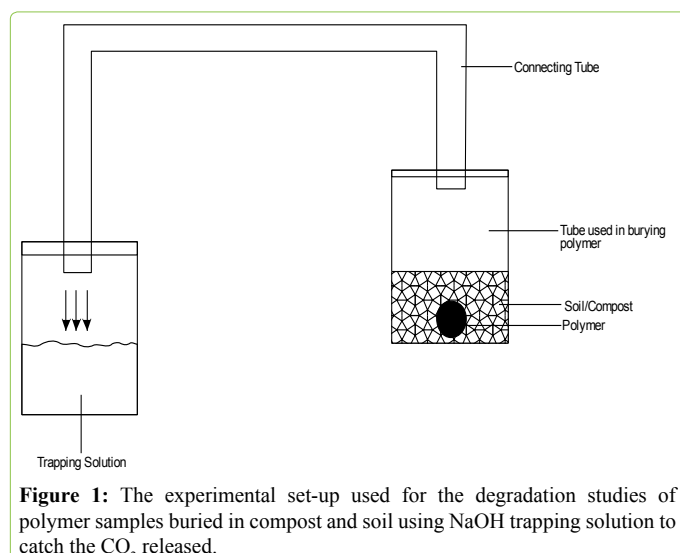 Connecting Tube
Tube used in burying
polymer
Soil/Compost
Polymer
Trapping Solution
Figure 1: The experimental set-up used for the degradation studies of
polymer samples buried in compost and soil using NaOH trapping solution to
catch the CO₂ released.